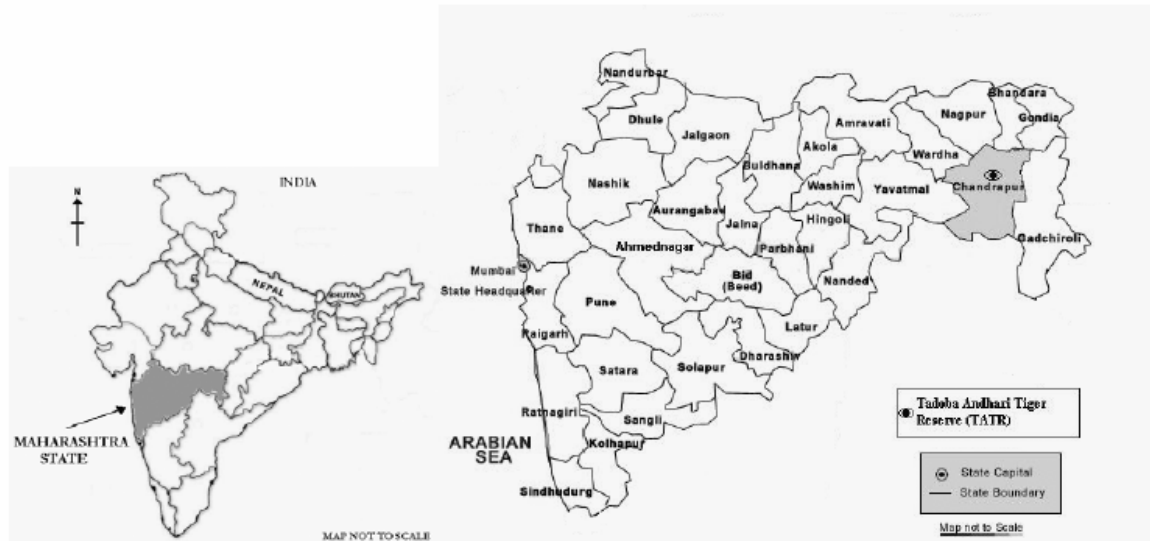 INDIA
N
NEPAL
BHUTAN
MAHARASHTRA
STATE
MAP NOT TO SCALE
Nandurbar
Dhule
Jalgaon
Nashik
Buldhana
Akola
Amravati
Nagpur
Bhandara
Gondia
Wardha
Washim
Yavatmal
Chandrapur
Gadchiroli
Aurangabad
Jalna
Hingoli
Parbhani
Nanded
Thane
Ahmednagar
Mumbai
State Headquarter
Pune
Bid
(Beed)
Latur
Raigarh
Dharashiv
Satara
Solapur
Ratnagiri
Sangli
Kolhapur
Sindhudurg
ARABIAN
SEA
Tadoba Andhari Tiger
Reserve (TATR)
State Capital
State Boundary
Map not to Scale